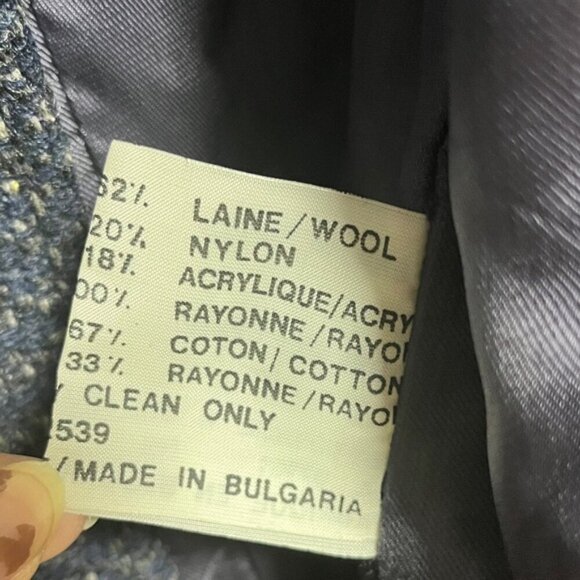 62% LAINE/WOOL
20% NYLON
18% ACRYLIQUE/ACRY
00% RAYONNE/RAYO
67% COTON/COTTON
33% RAYONNE/RAYO
Y CLEAN ONLY
2539
/MADE IN BULGARIA